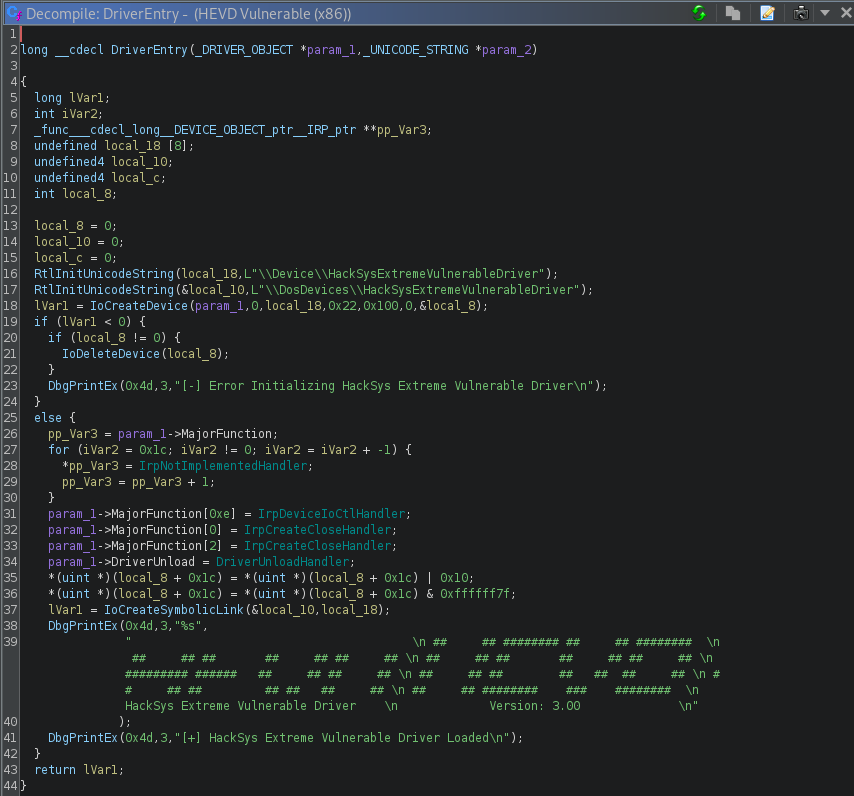 Decompile: DriverEntry - (HEVD Vulnerable (x86))
1
2 long __cdecl DriverEntry(_DRIVER_OBJECT *param_1,_UNICODE_STRING *param_2)
3
4 {
5 long lVar1;
6 int iVar2;
7 _func___cdecl_long__DEVICE_OBJECT_ptr__IRP_ptr **pp_Var3;
8 undefined local_18 [8];
9 undefined4 local_10;
10 undefined4 local_c;
11 int local_8;
12
13 local_8 = 0;
14 local_10 = 0;
15 local_c = 0;
16 RtlInitUnicodeString(local_18,L"\\Device\\HackSysExtremeVulnerableDriver");
17 RtlInitUnicodeString(&local_10,L"\\DosDevices\\HackSysExtremeVulnerableDriver");
18 lVar1 = IoCreateDevice(param_1,0,local_18,0x22,0x100,0,&local_8);
19 if (lVar1 < 0) {
20 if (local_8 != 0) {
21 IoDeleteDevice(local_8);
22 }
23 DbgPrintEx(0x4d,3,"[-] Error Initializing HackSys Extreme Vulnerable Driver\n");
24 }
25 else {
26 pp_Var3 = param_1->MajorFunction;
27 for (iVar2 = 0x1c; iVar2 != 0; iVar2 = iVar2 + -1) {
28 *pp_Var3 = IrpNotImplementedHandler;
29 pp_Var3 = pp_Var3 + 1;
30 }
31 param_1->MajorFunction[0xe] = IrpDeviceIoCtlHandler;
32 param_1->MajorFunction[0] = IrpCreateCloseHandler;
33 param_1->MajorFunction[2] = IrpCreateCloseHandler;
34 param_1->DriverUnload = DriverUnloadHandler;
35 *(uint *)(local_8 + 0x1c) = *(uint *)(local_8 + 0x1c) | 0x10;
36 *(uint *)(local_8 + 0x1c) = *(uint *)(local_8 + 0x1c) & 0xffffff7f;
37 lVar1 = IoCreateSymbolicLink(&local_10,local_18);
38 DbgPrintEx(0x4d,3,"%s",
39 " \n ## ## ######## ## ## ######## \n
## ## ## ## ## ## ## ## \n ## ## ## ## ## ## ## \n
######### ###### ## ## ## ## \n ## ## ## ## ## ## ## \n #
# ## ## ## ## ## ## \n ## ## ######## ### ######## \n
HackSys Extreme Vulnerable Driver \n Version: 3.00 \n"
40 );
41 DbgPrintEx(0x4d,3,"[+] HackSys Extreme Vulnerable Driver Loaded\n");
42 }
43 return lVar1;
44 }